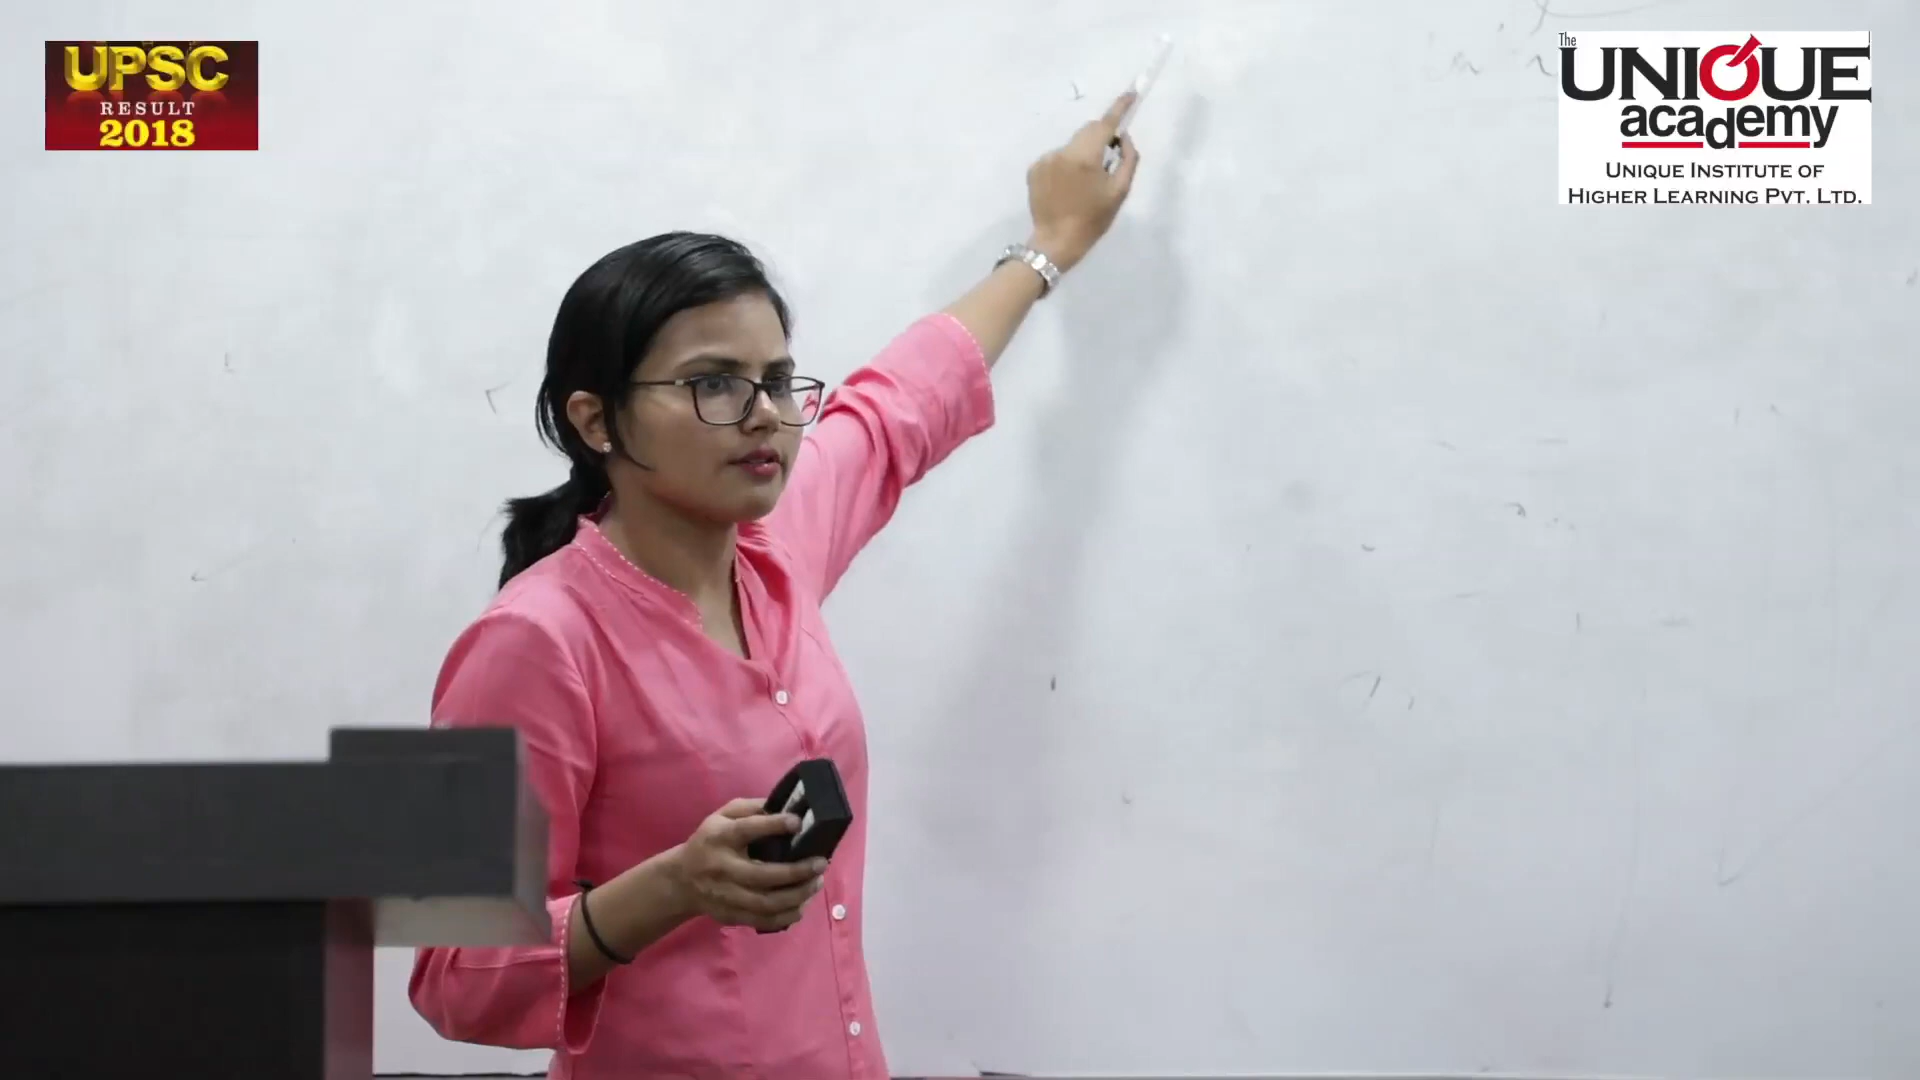 UPSC
RESULT
2018
The
UNIQUE
academy
UNIQUE INSTITUTE OF
HIGHER LEARNING PVT. LTD.